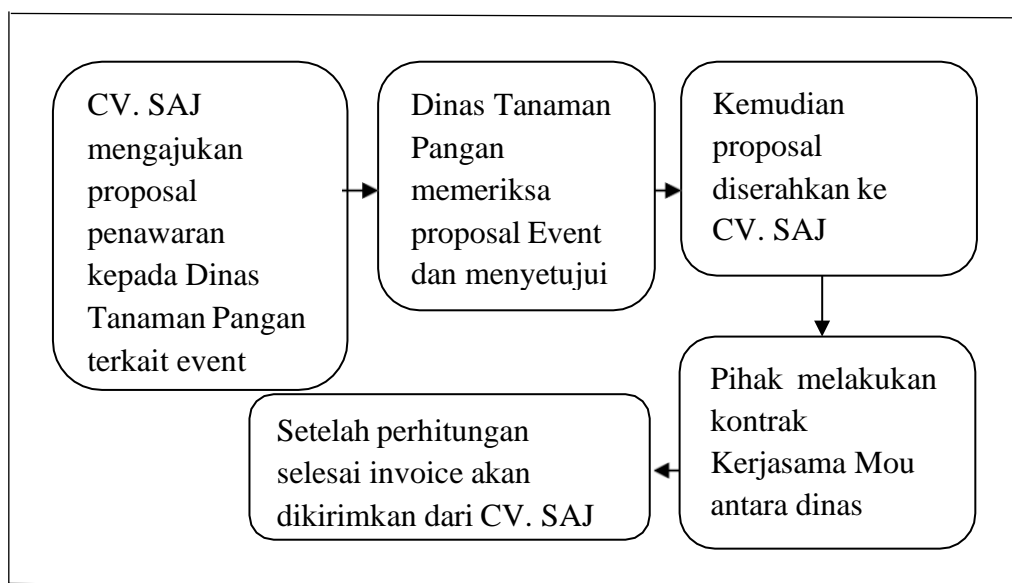 CV. SAJ
mengajukan
proposal
penawaran
kepada Dinas
Tanaman Pangan
terkait event
Dinas Tanaman
Pangan
memeriksa
proposal Event
dan menyetujui
Kemudian
proposal
diserahkan ke
CV. SAJ
Pihak melakukan
kontrak
Kerjasama Mou
antara dinas
Setelah perhitungan
selesai invoice akan
dikirimkan dari CV. SAJ